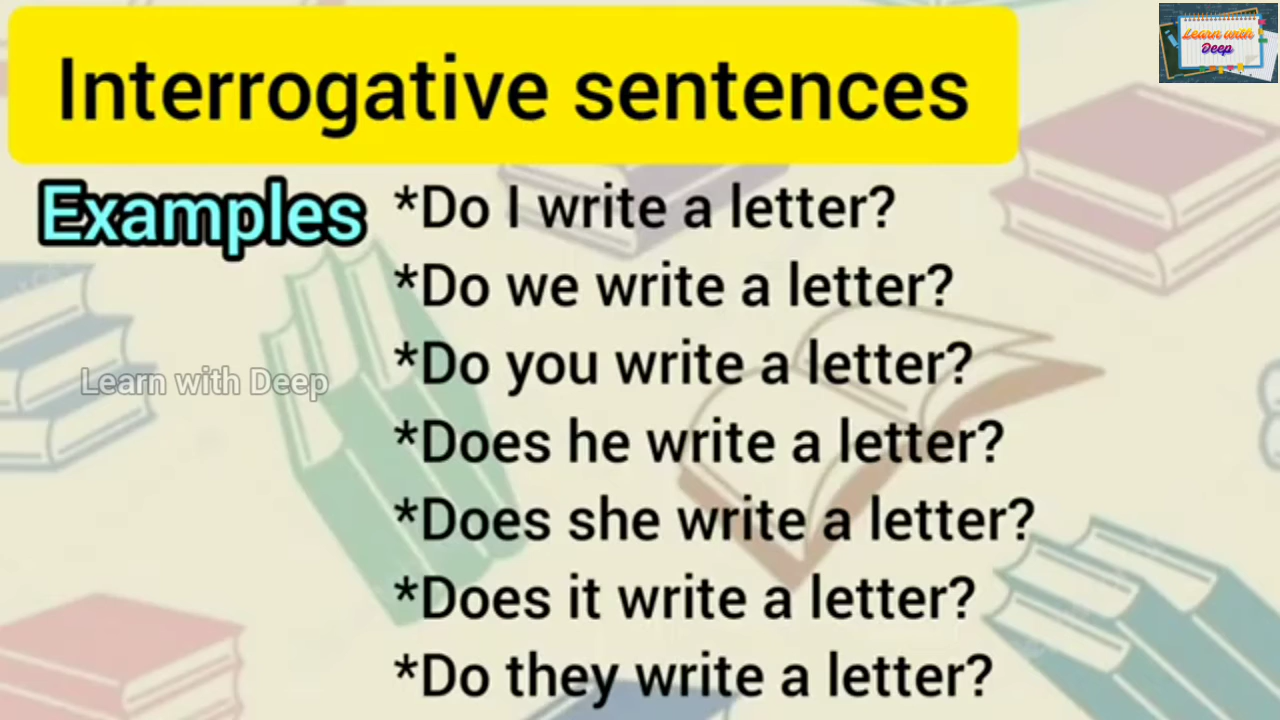 Interrogative sentences
Learn with
Deep
Examples
*Do I write a letter?
*Do we write a letter?
*Do you write a letter?
Learn with Deep
*Does he write a letter?
*Does she write a letter?
*Does it write a letter?
*Do they write a letter?